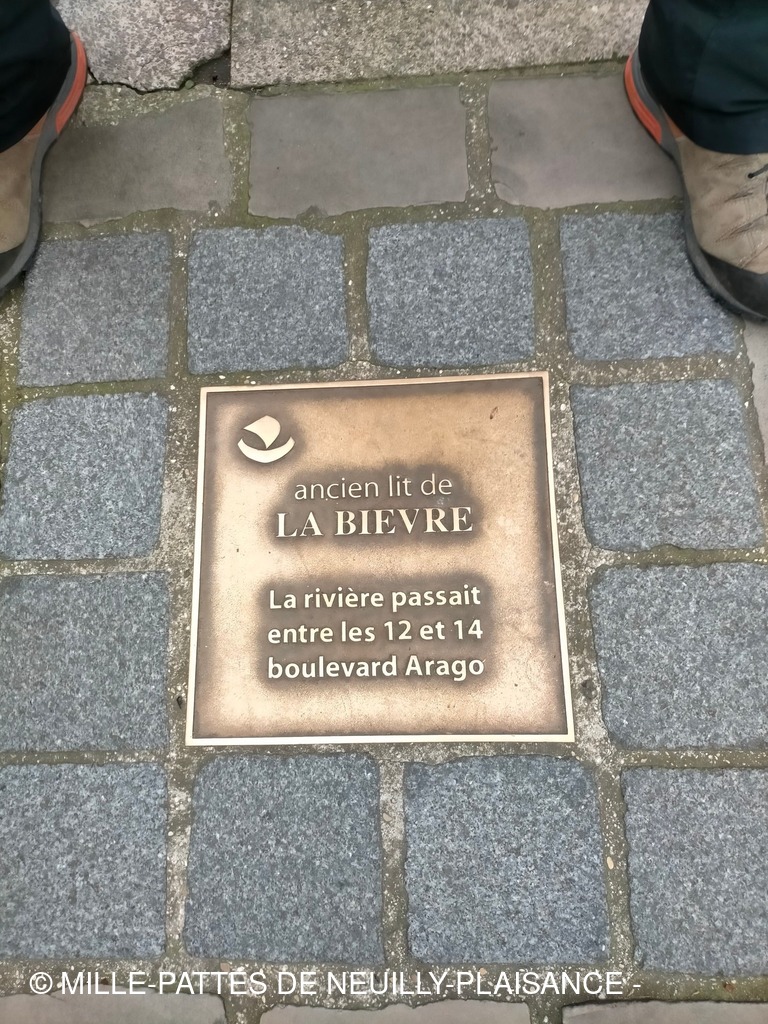 ancien lit de
LA BIEVRE
La rivière passait
entre les 12 et 14
boulevard Arago
© MILLE-PATTES DE NEUILLY-PLAISANCE -